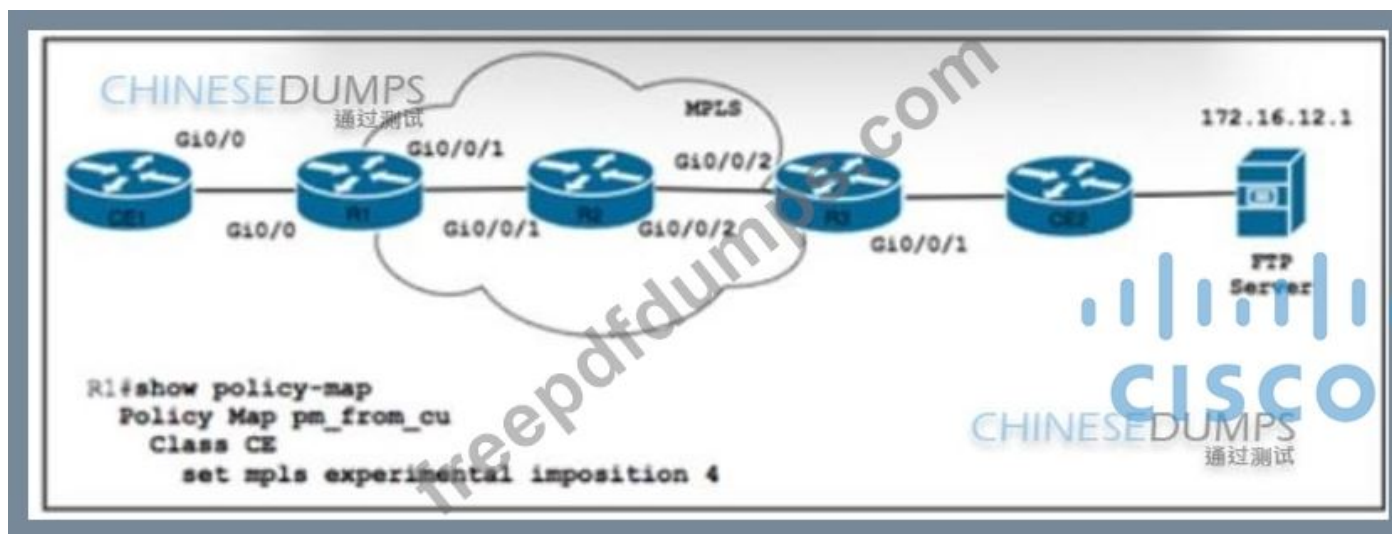 CHINESEDUMPS
通过测试
MPLS
172.16.12.1
Gi0/0
Gi0/0/1
Gi0/0/2
CE1
R1
R2
R3
CE2
Gi0/0
Gi0/0/1
Gi0/0/2
Gi0/0/1
FTP
Server
freepdfdumps.com
CISCO
R1#show policy-map
Policy Map pm_from_cu
Class CE
set mpls experimental imposition 4
CHINESEDUMPS
通过测试